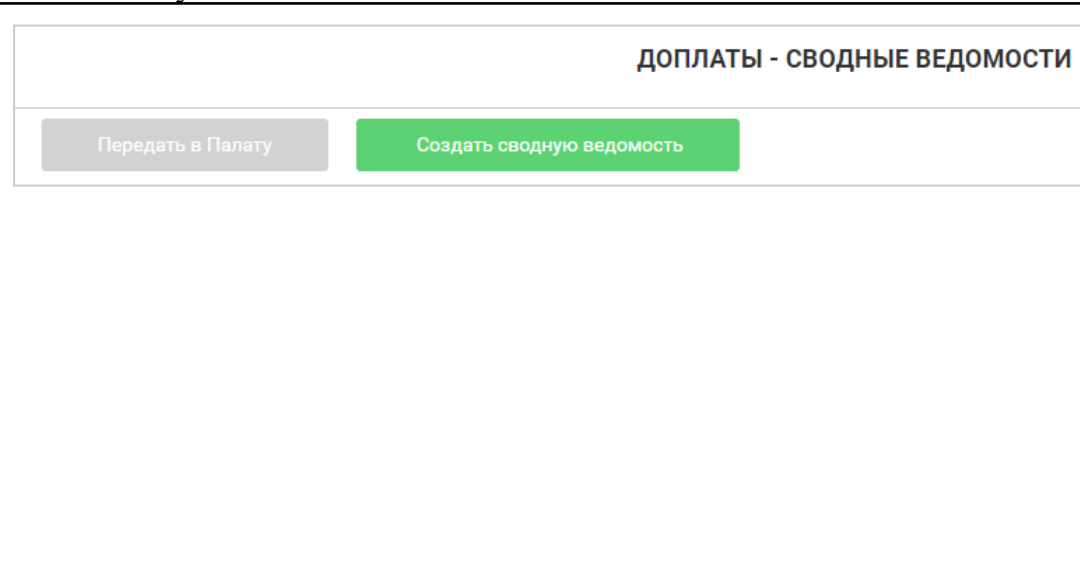 ДОПЛАТЫ - СВОДНЫЕ ВЕДОМОСТИ
Передать в Палату
Создать сводную ведомость